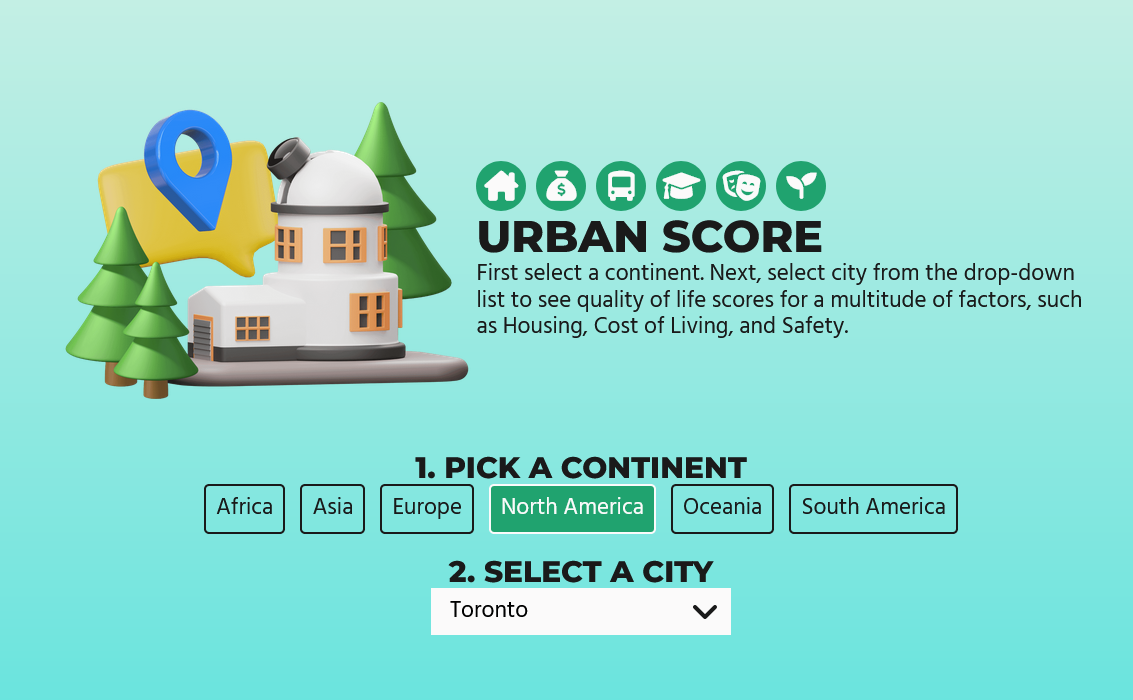 URBAN SCORE
First select a continent. Next, select city from the drop-down
list to see quality of life scores for a multitude of factors, such
as Housing, Cost of Living, and Safety.
1. PICK A CONTINENT
Africa Asia Europe North America Oceania South America
2. SELECT A CITY
Toronto